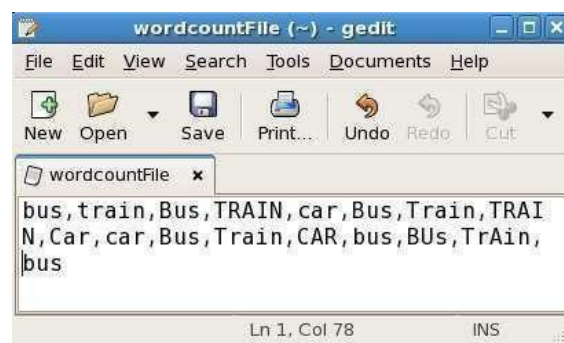 wordcountFile (~) - gedit
File Edit View Search Tools Documents Help
New Open Save Print... Undo Redo Cut
wordcountFile
bus,train,Bus,TRAIN,car,Bus,Train,TRAI
N,Car,car,Bus,Train,CAR,bus,BUs,TrAin,
bus
Ln 1, Col 78 INS